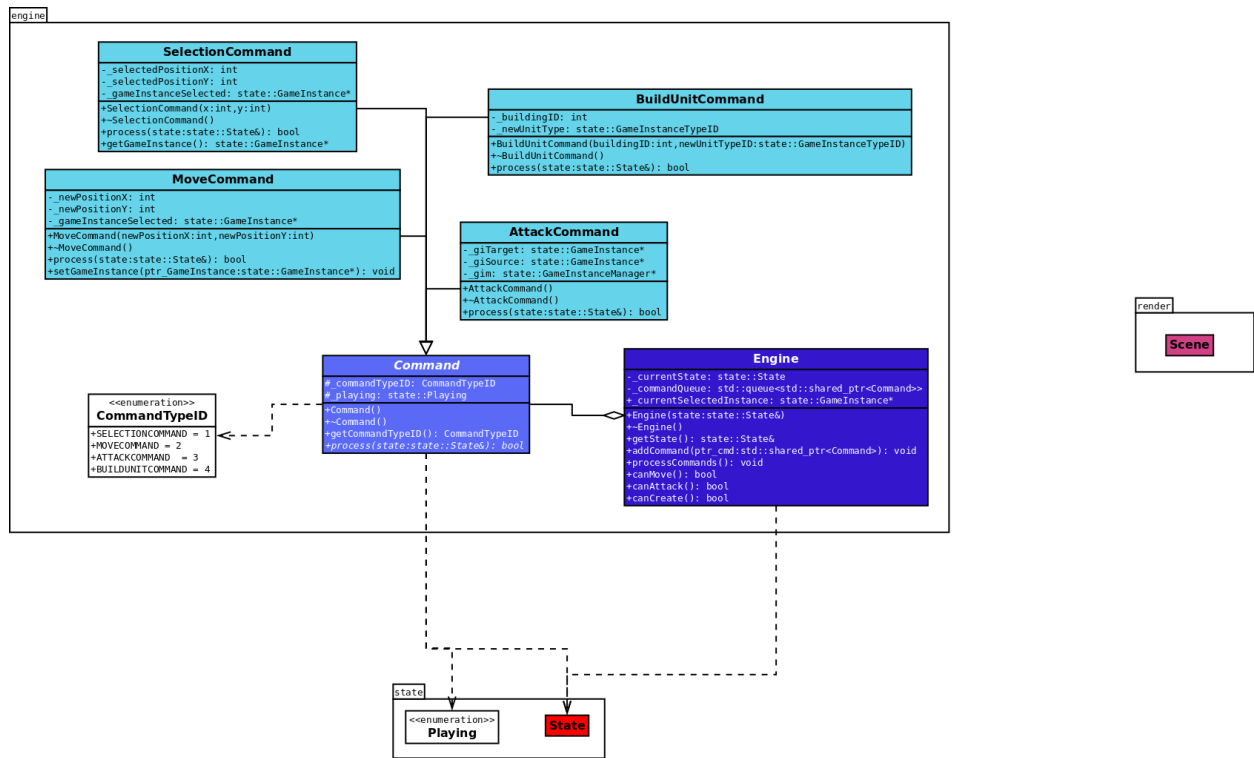 engine
SelectionCommand
-_selectedPositionX: int
-_selectedPositionY: int
-_gameInstanceSelected: state::GameInstance*
+SelectionCommand(x:int,y:int)
+~SelectionCommand()
+process(state:state::State&): bool
+getGameInstance(): state::GameInstance*
BuildUnitCommand
-_buildingID: int
-_newUnitType: state::GameInstanceTypeID
+BuildUnitCommand(buildingID:int,newUnitTypeID:state::GameInstanceTypeID)
+~BuildUnitCommand()
+process(state:state::State&): bool
MoveCommand
-_newPositionX: int
-_newPositionY: int
-_gameInstanceSelected: state::GameInstance*
+MoveCommand(newPositionX:int,newPositionY:int)
+~MoveCommand()
+process(state:state::State&): bool
+setGameInstance(ptr_GameInstance:state::GameInstance*): void
AttackCommand
-_giTarget: state::GameInstance*
-_giSource: state::GameInstance*
-_gim: state::GameInstanceManager*
+AttackCommand()
+~AttackCommand()
+process(state:state::State&): bool
render
Scene
Command
#_commandTypeID: CommandTypeID
#_playing: state::Playing
+Command()
+~Command()
+getCommandTypeID(): CommandTypeID
+process(state:state::State&): bool
Engine
-_currentState: state::State
-_commandQueue: std::queue<std::shared_ptr<Command>>
+_currentSelectedInstance: state::GameInstance*
+Engine(state:state::State&)
+~Engine()
+getState(): state::State&
+addCommand(ptr_cmd:std::shared_ptr<Command>): void
+processCommands(): void
+canMove(): bool
+canAttack(): bool
+canCreate(): bool
<<enumeration>>
CommandTypeID
+SELECTIONCOMMAND = 1
+MOVECOMMAND = 2
+ATTACKCOMMAND  = 3
+BUILDUNITCOMMAND = 4
state
<<enumeration>>
Playing
State